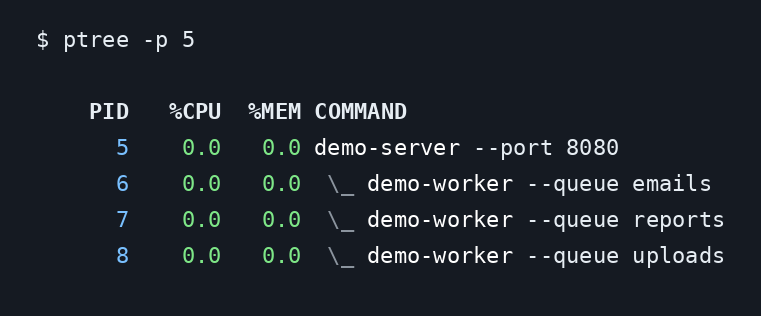 $ ptree -p 5
PID %CPU %MEM COMMAND
5 0.0 0.0 demo-server --port 8080
6 0.0 0.0 \_ demo-worker --queue emails
7 0.0 0.0 \_ demo-worker --queue reports
8 0.0 0.0 \_ demo-worker --queue uploads